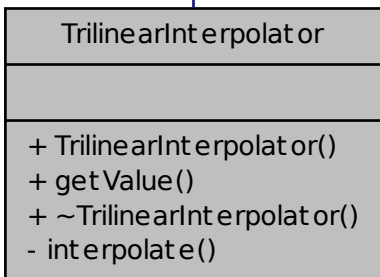 TrilinearInterpolator
+ TrilinearInterpolator()
+ getValue()
+ ~TrilinearInterpolator()
- interpolate()